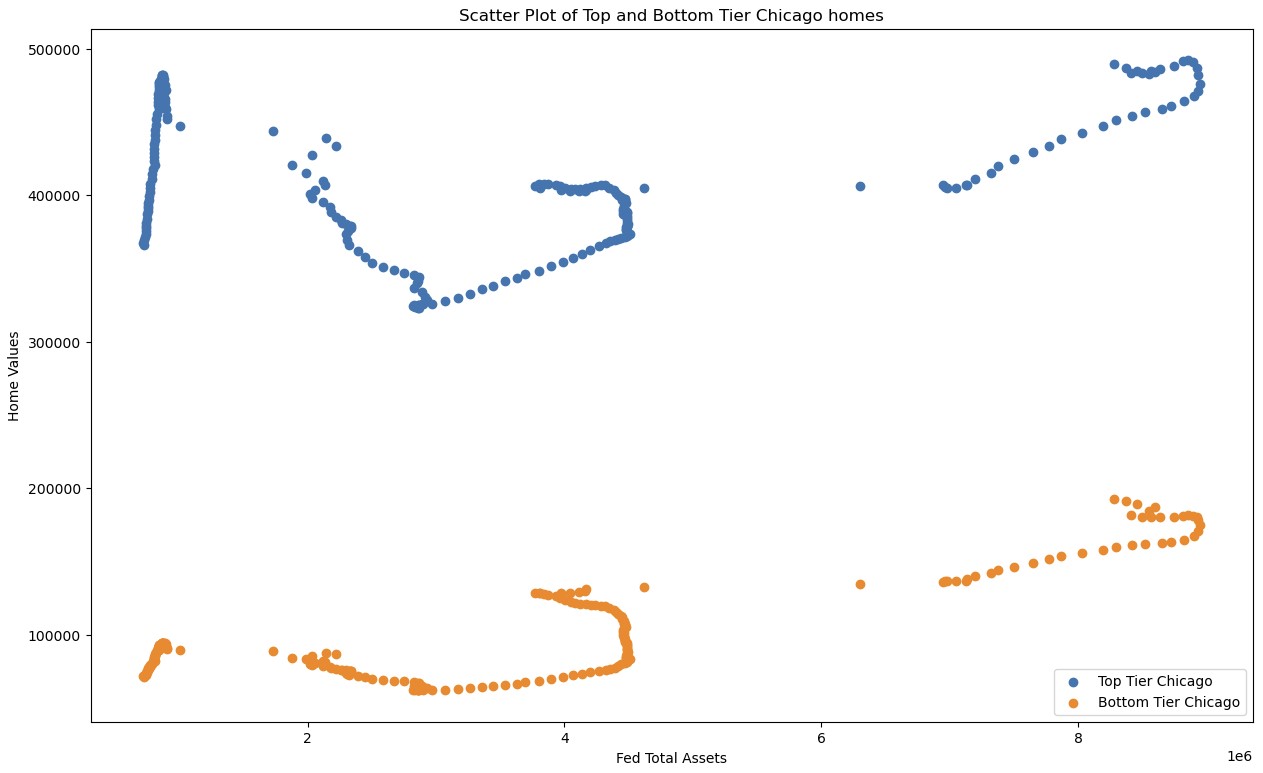 Scatter Plot of Top and Bottom Tier Chicago homes
500000
400000
300000
200000
100000
Home Values
Top Tier Chicago
Bottom Tier Chicago
2
4
6
8
1e6
Fed Total Assets